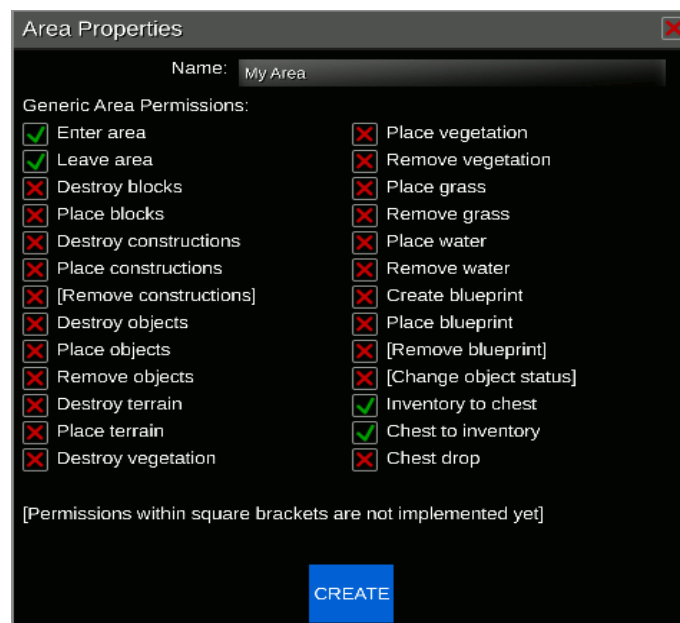 Area Properties
Name: My Area
Generic Area Permissions:
Enter area
Leave area
Destroy blocks
Place blocks
Destroy constructions
Place constructions
[Remove constructions]
Destroy objects
Place objects
Remove objects
Destroy terrain
Place terrain
Destroy vegetation
Place vegetation
Remove vegetation
Place grass
Remove grass
Place water
Remove water
Create blueprint
Place blueprint
[Remove blueprint]
[Change object status]
Inventory to chest
Chest to inventory
Chest drop
[Permissions within square brackets are not implemented yet]
CREATE